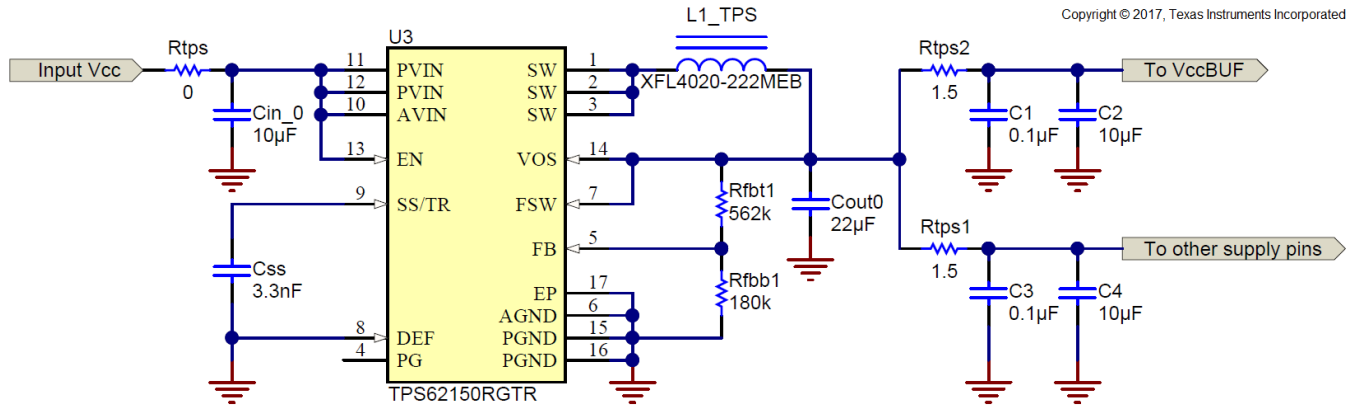 Copyright © 2017, Texas Instruments Incorporated
L1_TPS
XFL4020-222MEB
Input Vcc
Rtps
0
Cin_0
10µF
U3
11 PVIN
12 PVIN
10 AVIN
13 EN
9 SS/TR
8 DEF
4 PG
SW 1
SW 2
SW 3
VOS 14
FSW 7
FB 5
EP 17
AGND 6
PGND 15
PGND 16
TPS62150RGTR
Css
3.3nF
Rfbt1
562k
Rfbb1
180k
Cout0
22µF
Rtps2
1.5
C1
0.1µF
C2
10µF
To VccBUF
Rtps1
1.5
C3
0.1µF
C4
10µF
To other supply pins